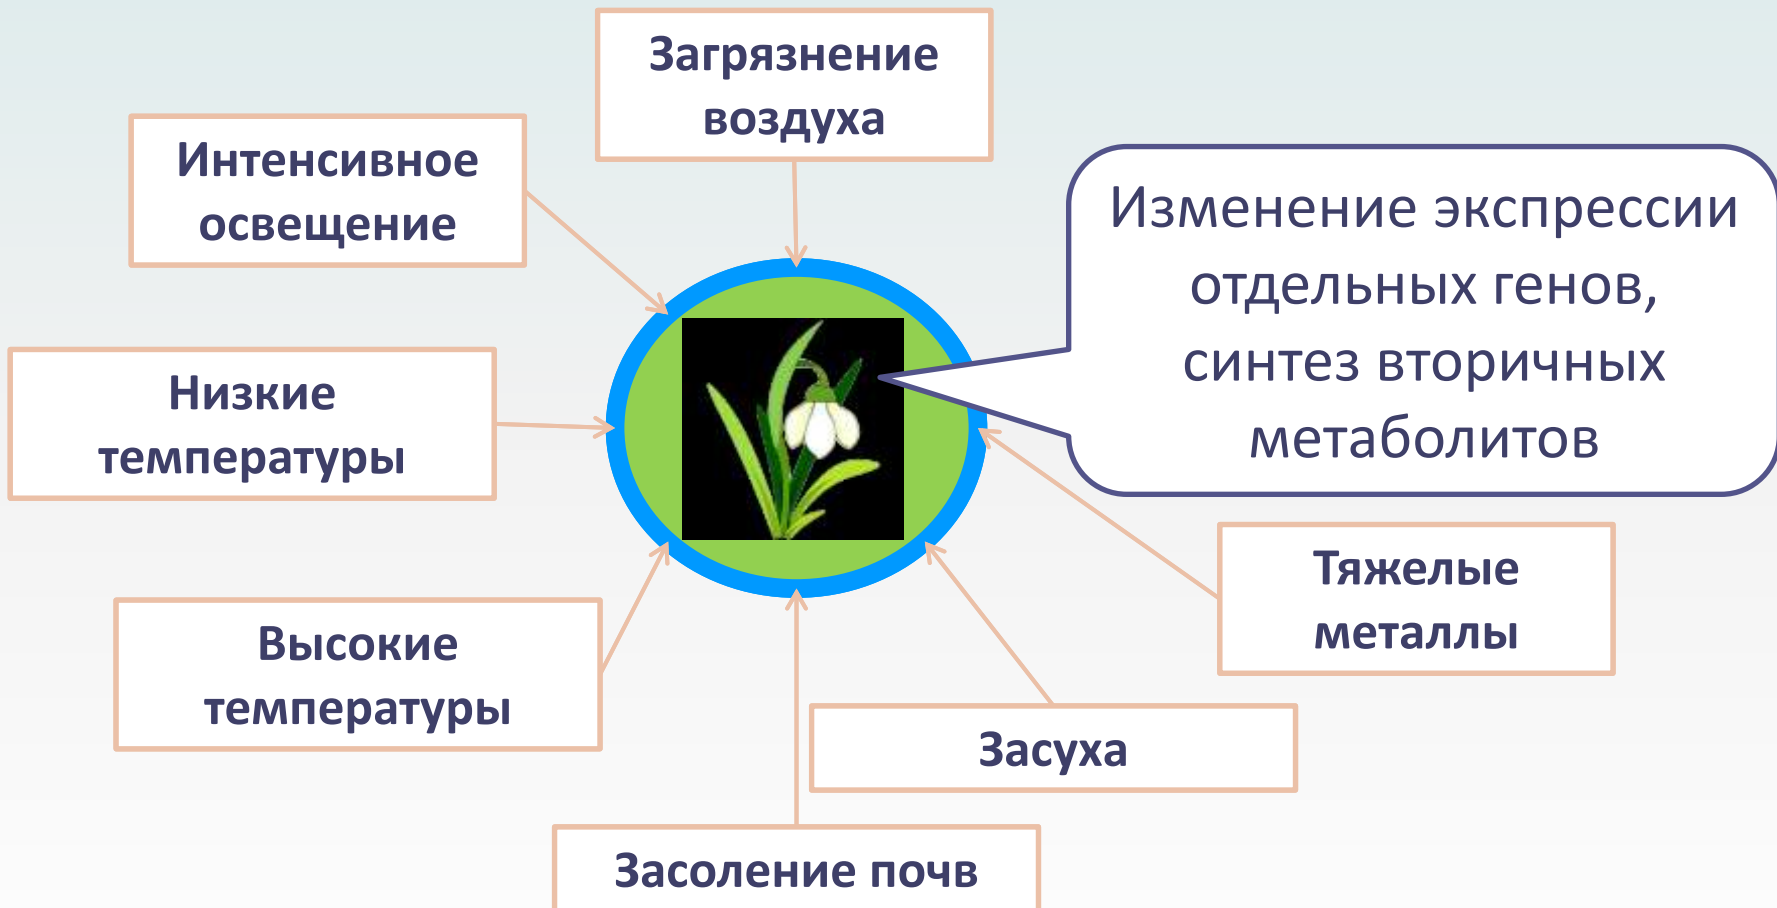 Загрязнение
воздуха
Интенсивное
освещение
Изменение экспрессии
отдельных генов,
синтез вторичных
метаболитов
Низкие
температуры
Тяжелые
металлы
Высокие
температуры
Засуха
Засоление почв